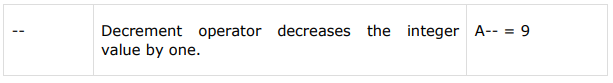 -- Decrement operator decreases the integer A-- = 9
value by one.